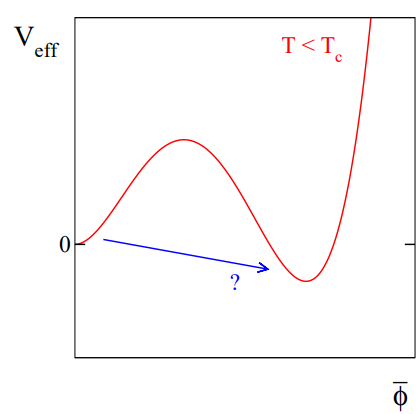 V_eff
T < T_c
0
?
ϕ̅